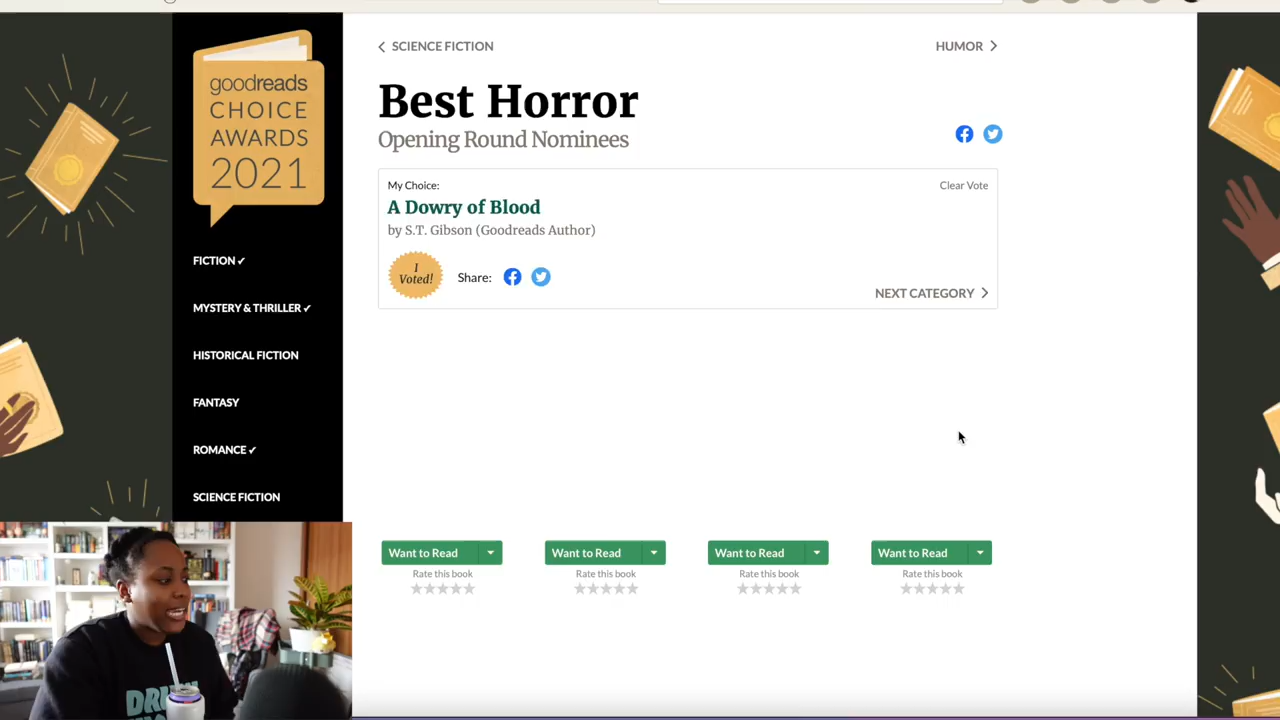 SCIENCE FICTION
HUMOR
goodreads
CHOICE
AWARDS
2021
Best Horror
Opening Round Nominees
My Choice:
Clear Vote
A Dowry of Blood
by S.T. Gibson (Goodreads Author)
I
Voted!
Share:
NEXT CATEGORY
FICTION ✓
MYSTERY & THRILLER ✓
HISTORICAL FICTION
FANTASY
ROMANCE ✓
SCIENCE FICTION
Want to Read
Want to Read
Want to Read
Want to Read
Rate this book
Rate this book
Rate this book
Rate this book